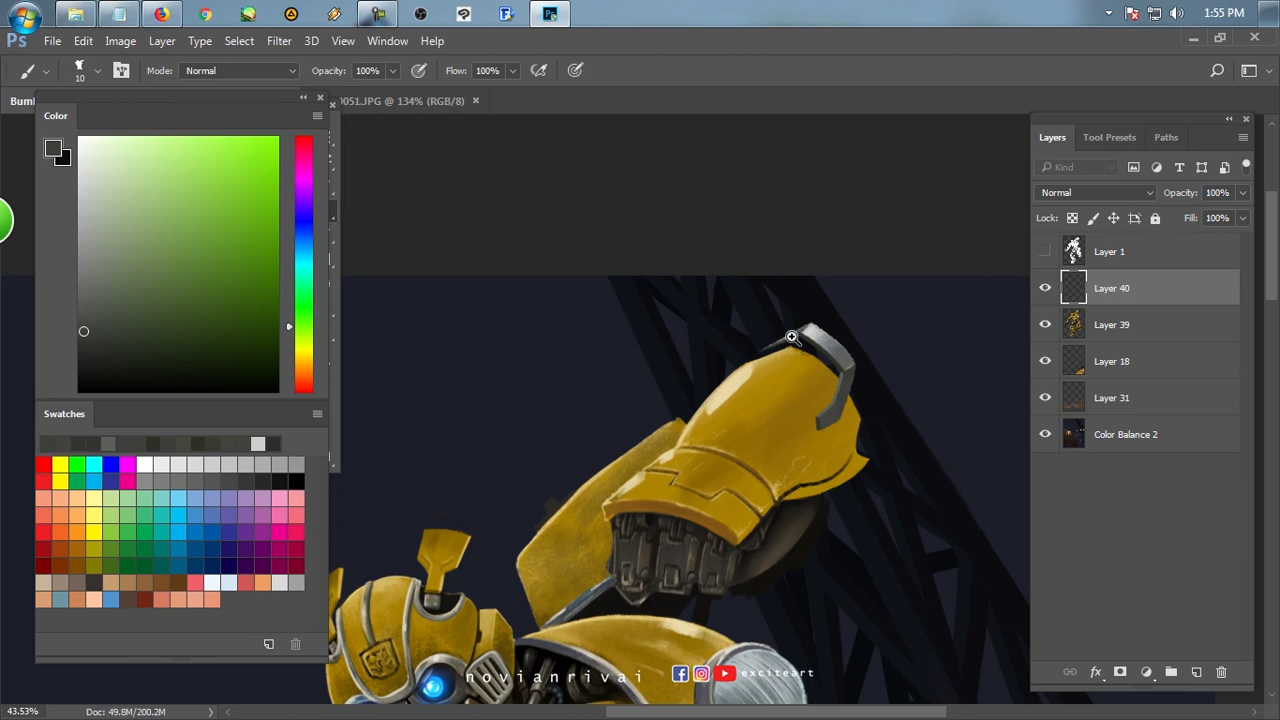 1:55 PM
Ps File Edit Image Layer Type Select Filter 3D View Window Help
10 Mode: Normal Opacity: 100% Flow: 100%
0051.JPG @ 134% (RGB/8) ×
Color
Swatches
Layers Tool Presets Paths
Kind
Normal Opacity: 100%
Lock: Fill: 100%
Layer 1
Layer 40
Layer 39
Layer 18
Layer 31
Color Balance 2
novianrivai exciteart
fx
43.53% Doc: 49.8M/200.2M